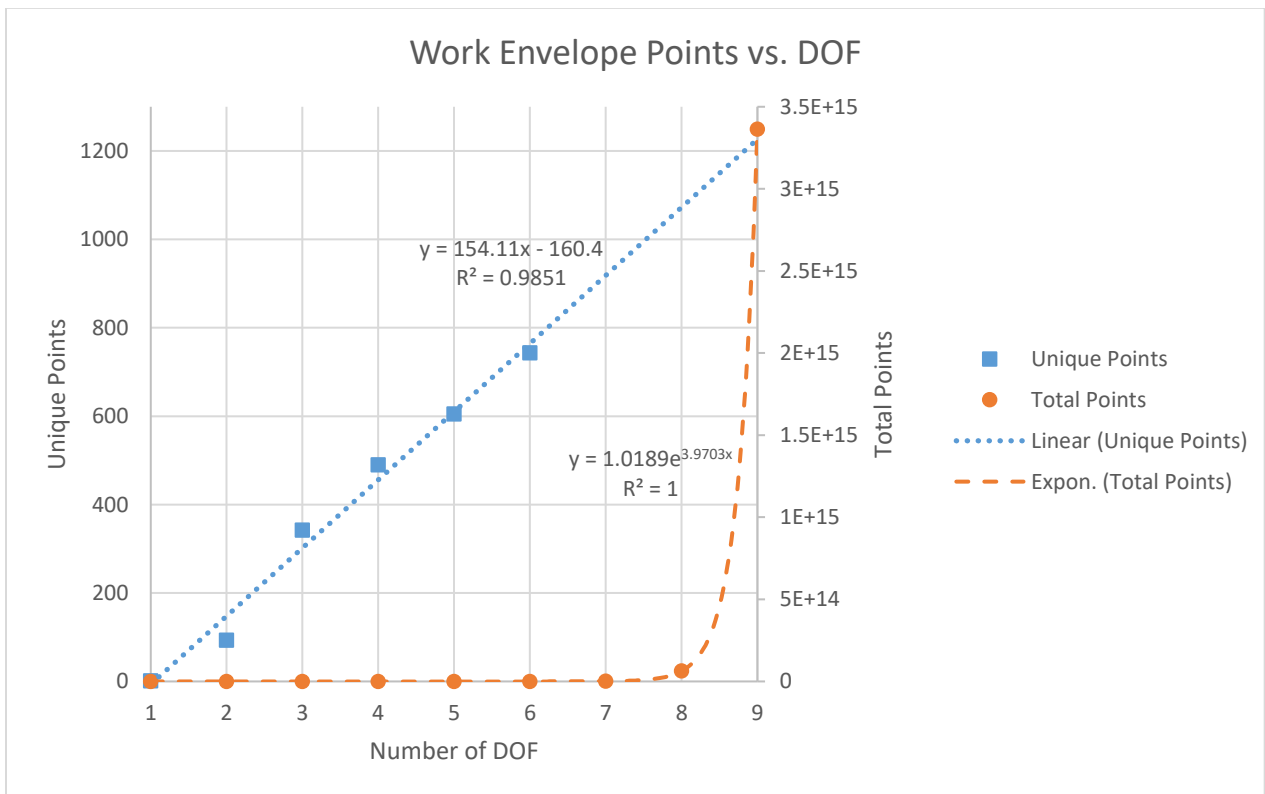 Work Envelope Points vs. DOF
3.5E+15
1200
3E+15
1000
y = 154.11x - 160.4
R² = 0.9851
2.5E+15
800
2E+15
Unique Points
Total Points
600
1.5E+15
y = 1.0189e^3.9703x
R² = 1
400
1E+15
200
5E+14
0
0
1 2 3 4 5 6 7 8 9
Number of DOF
Unique Points
Total Points
Linear (Unique Points)
Expon. (Total Points)